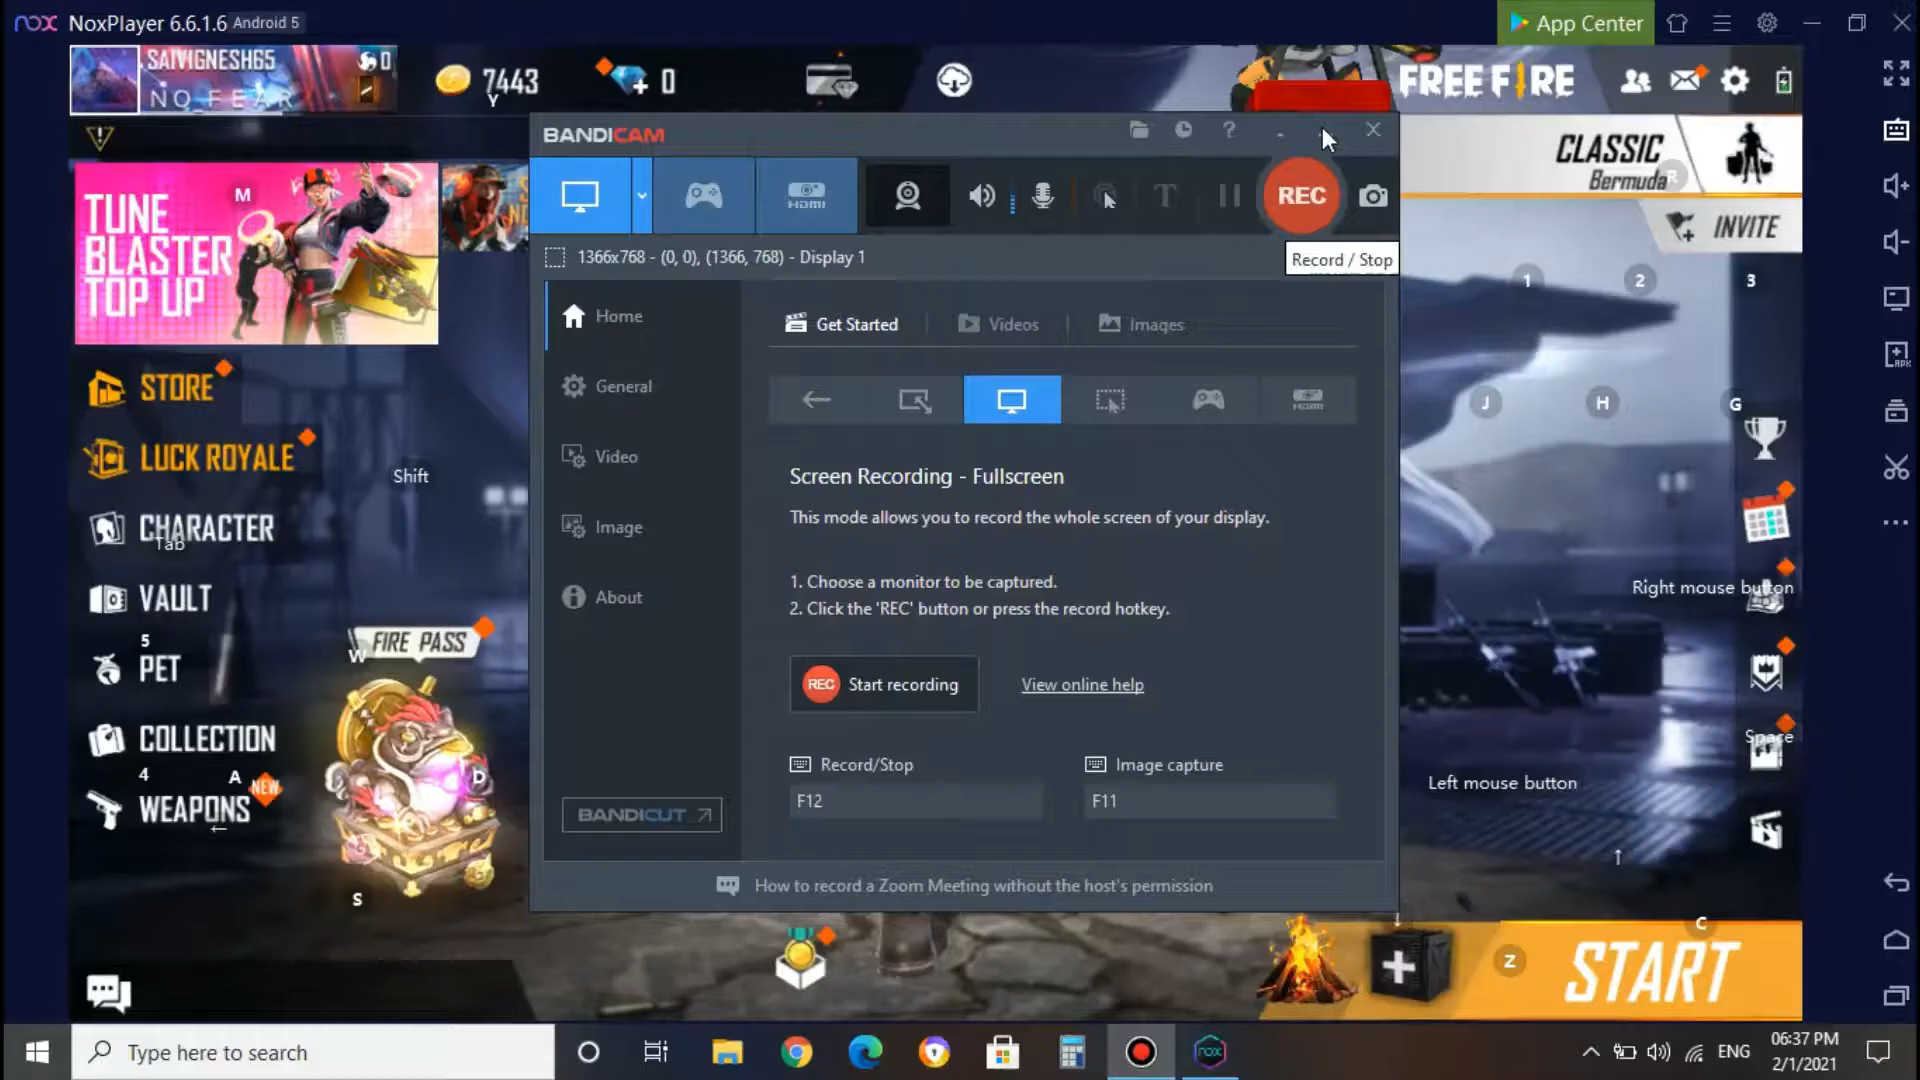 nox NoxPlayer 6.6.1.6 Android 5
App Center
SAIVIGNESH65
0
NO FEAR
7443
Y
0
FREE FIRE
BANDICAM
CLASSIC
Bermuda
R
INVITE
TUNE
BLASTER
TOP UP
M
HDMI
T
REC
Record / Stop
1366x768 - (0, 0), (1366, 768) - Display 1
Home
General
Video
Image
About
BANDICUT
Get Started
Videos
Images
HDMI
Screen Recording - Fullscreen
This mode allows you to record the whole screen of your display.
1. Choose a monitor to be captured.
2. Click the 'REC' button or press the record hotkey.
REC Start recording
View online help
Record/Stop
Image capture
F12
F11
How to record a Zoom Meeting without the host's permission
STORE
LUCK ROYALE
Shift
CHARACTER
Tab
VAULT
5
PET
W
FIRE PASS
COLLECTION
4
A
D
NEW
WEAPONS
S
1
2
3
J
H
G
Right mouse button
Space
Left mouse button
APK
C
Z
START
Type here to search
nox
ENG
06:37 PM
2/1/2021